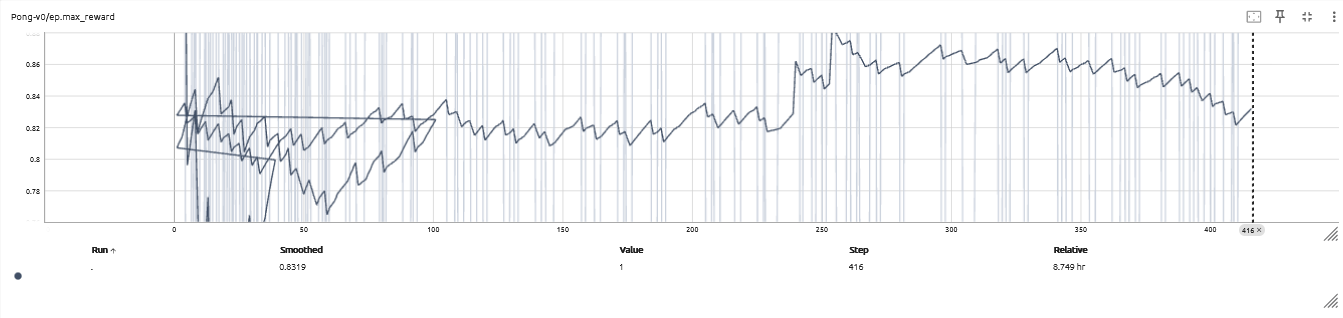 Pong-v0/ep.max_reward
0.86
0.84
0.82
0.8
0.78
0 50 100 150 200 250 300 350 400 416 ×
Run ↑ Smoothed Value Step Relative
. 0.8319 1 416 8.749 hr